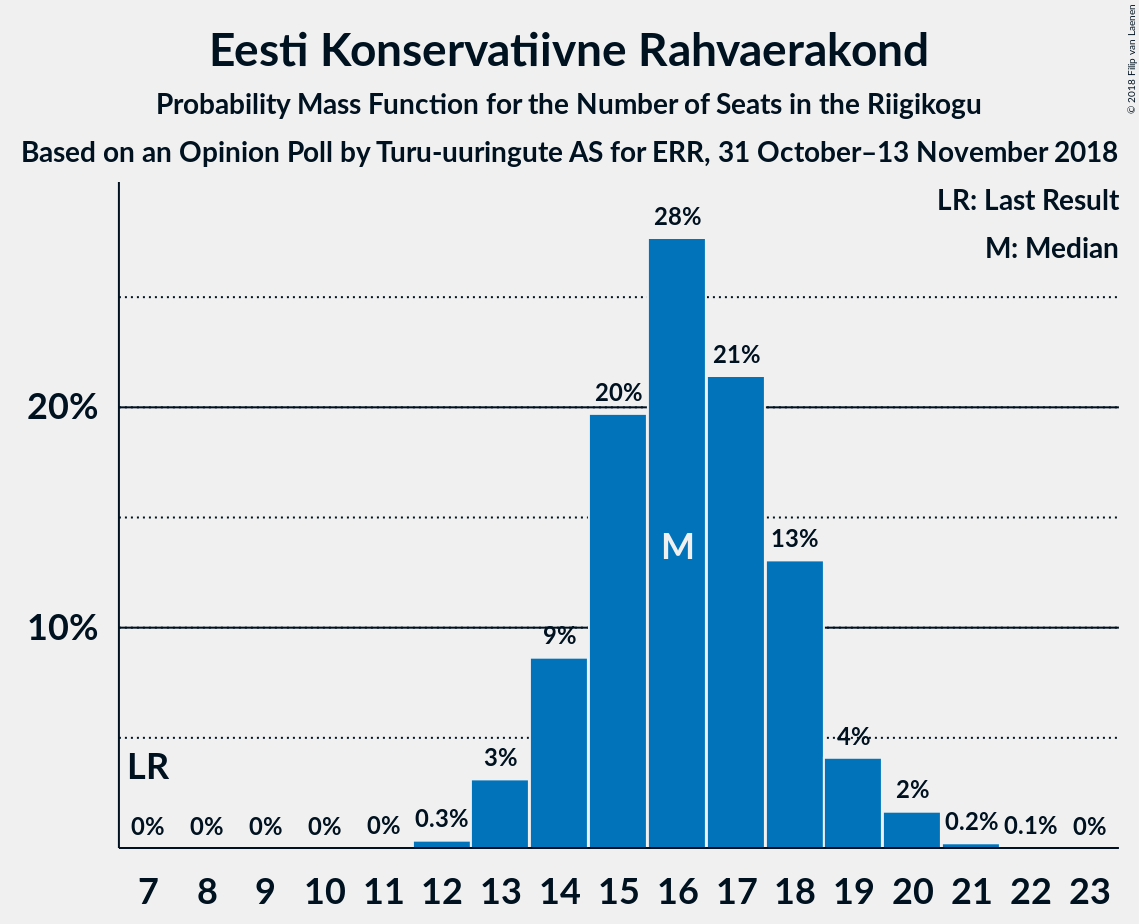 Eesti Konservatiivne Rahvaerakond
Probability Mass Function for the Number of Seats in the Riigikogu
Based on an Opinion Poll by Turu-uuringute AS for ERR, 31 October–13 November 2018
© 2018 Filip van Laenen
LR: Last Result
M: Median
28%
21%
20%
20%
13%
M
10%
9%
4%
3%
LR
2%
0% 0% 0% 0% 0% 0.3% 0.2% 0.1% 0%
7 8 9 10 11 12 13 14 15 16 17 18 19 20 21 22 23